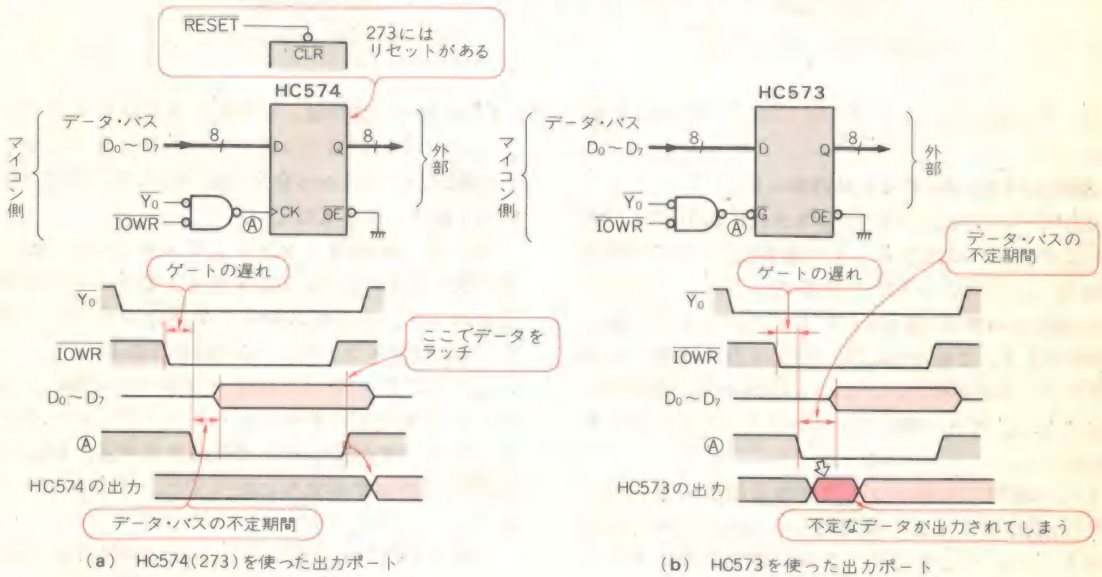 RESET
CLR
273には
リセットがある
HC574
データ・バス
D0～D7
8
D
Q
8
マイコン側
外部
Y0
IOWR
Ⓐ
CK
OE
ゲートの遅れ
Y0
ここでデータを
ラッチ
IOWR
D0～D7
Ⓐ
HC574の出力
データ・バスの不定期間
(a) HC574(273)を使った出力ポート
HC573
データ・バス
D0～D7
8
D
Q
8
マイコン側
外部
Y0
IOWR
Ⓐ
G
OE
データ・バスの
不定期間
ゲートの遅れ
Y0
IOWR
D0～D7
Ⓐ
HC573の出力
不定なデータが出力されてしまう
(b) HC573を使った出力ポート